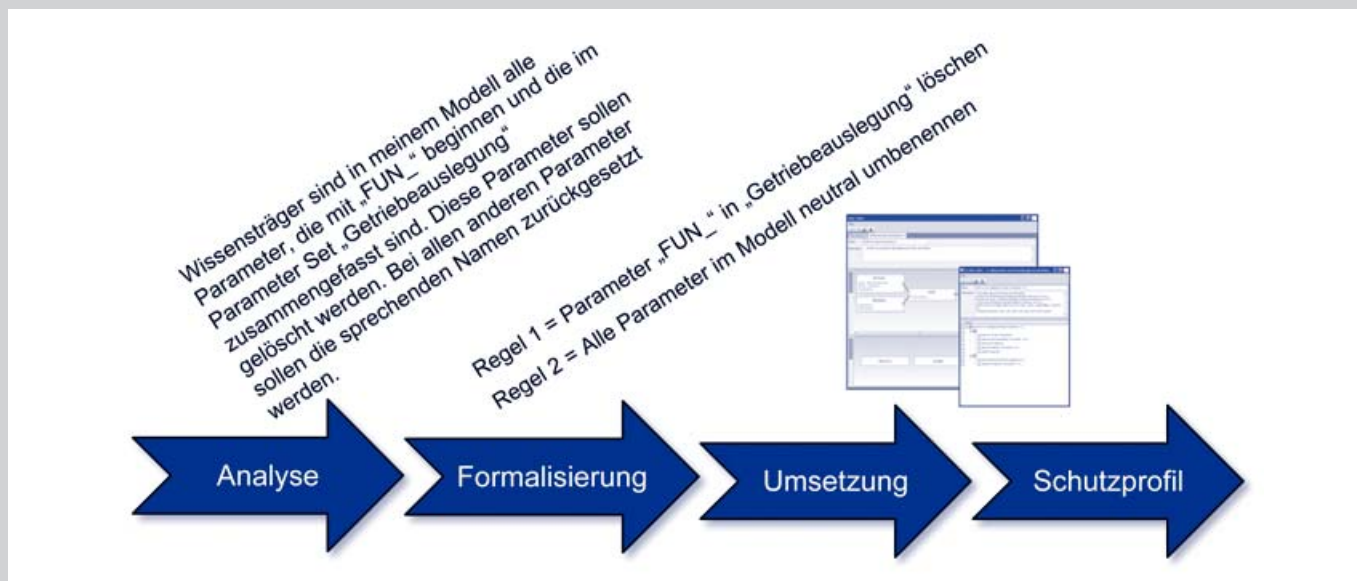 Wissensträger sind in meinem Modell alle
Parameter, die mit „FUN_“ beginnen und die im
Parameter Set „Getriebeauslegung“
zusammengefasst sind. Diese Parameter sollen
gelöscht werden. Bei allen anderen Parameter
sollen die sprechenden Namen zurückgesetzt
werden.
Regel 1 = Parameter „FUN_“ in „Getriebeauslegung“ löschen
Regel 2 = Alle Parameter im Modell neutral umbenennen
Analyse
Formalisierung
Umsetzung
Schutzprofil